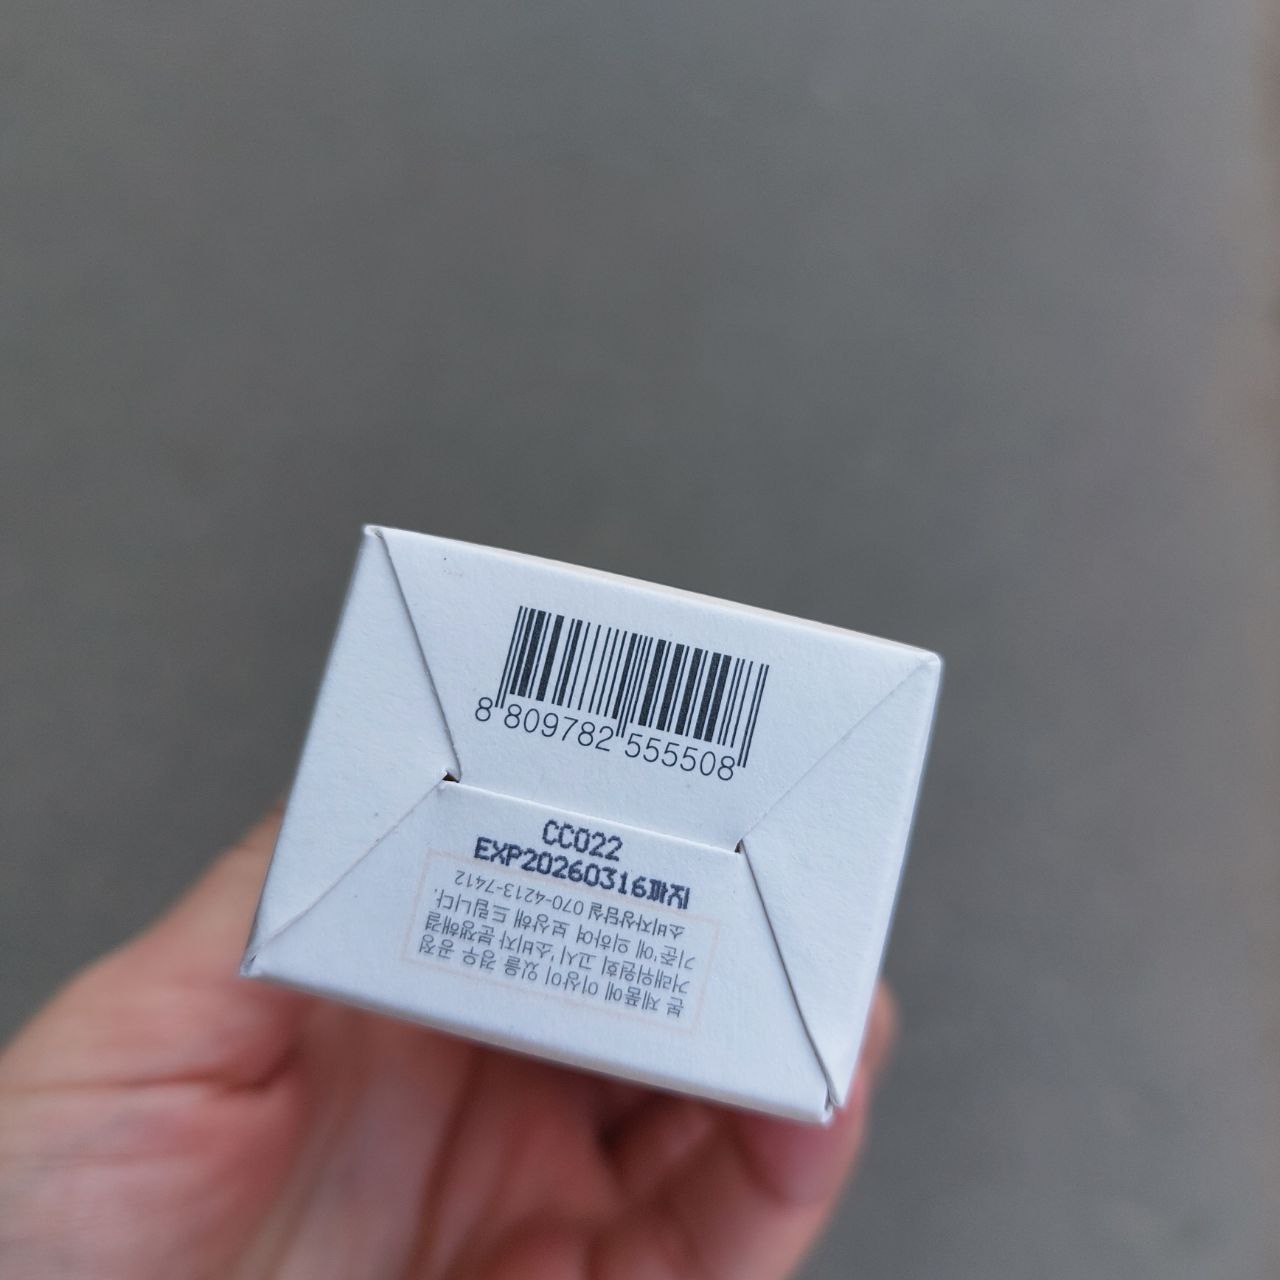 8 809782 555508
CC022
EXP20260316까지
본 제품에 이상이 있을 경우 공정
거래위원회 고시 '소비자 분쟁해결
기준'에 의하여 보상해 드립니다.
소비자상담실 070-4213-7412